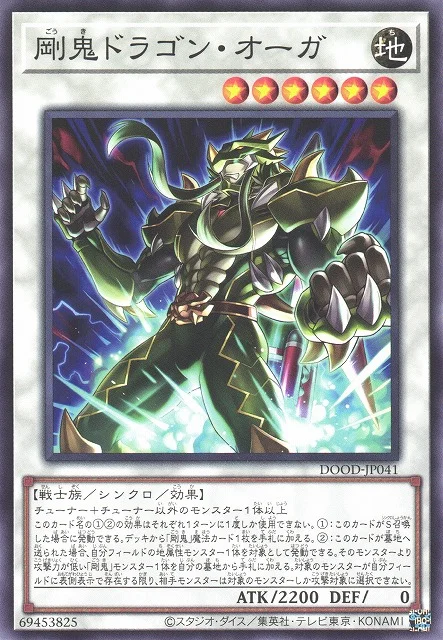 剛鬼ドラゴン・オーガ
地
DOOD-JP041
【戦士族/シンクロ/効果】
チューナー+チューナー以外のモンスター1体以上
このカード名の①②の効果はそれぞれ1ターンに1度しか使用できない。①:このカードがS召喚
した場合に発動できる。デッキから「剛鬼」魔法カード1枚を手札に加える。②:このカードが墓地へ
送られた場合、自分フィールドの地属性モンスター1体を対象として発動できる。そのモンスターより
攻撃力が低い「剛鬼」モンスター1体を自分の墓地から手札に加える。対象のモンスターが自分フィー
ルドに表側表示で存在する限り、相手モンスターは対象のモンスターしか攻撃対象に選択できない。
ATK/2200 DEF/ 0
69453825 ©スタジオ・ダイス/集英社・テレビ東京・KONAMI